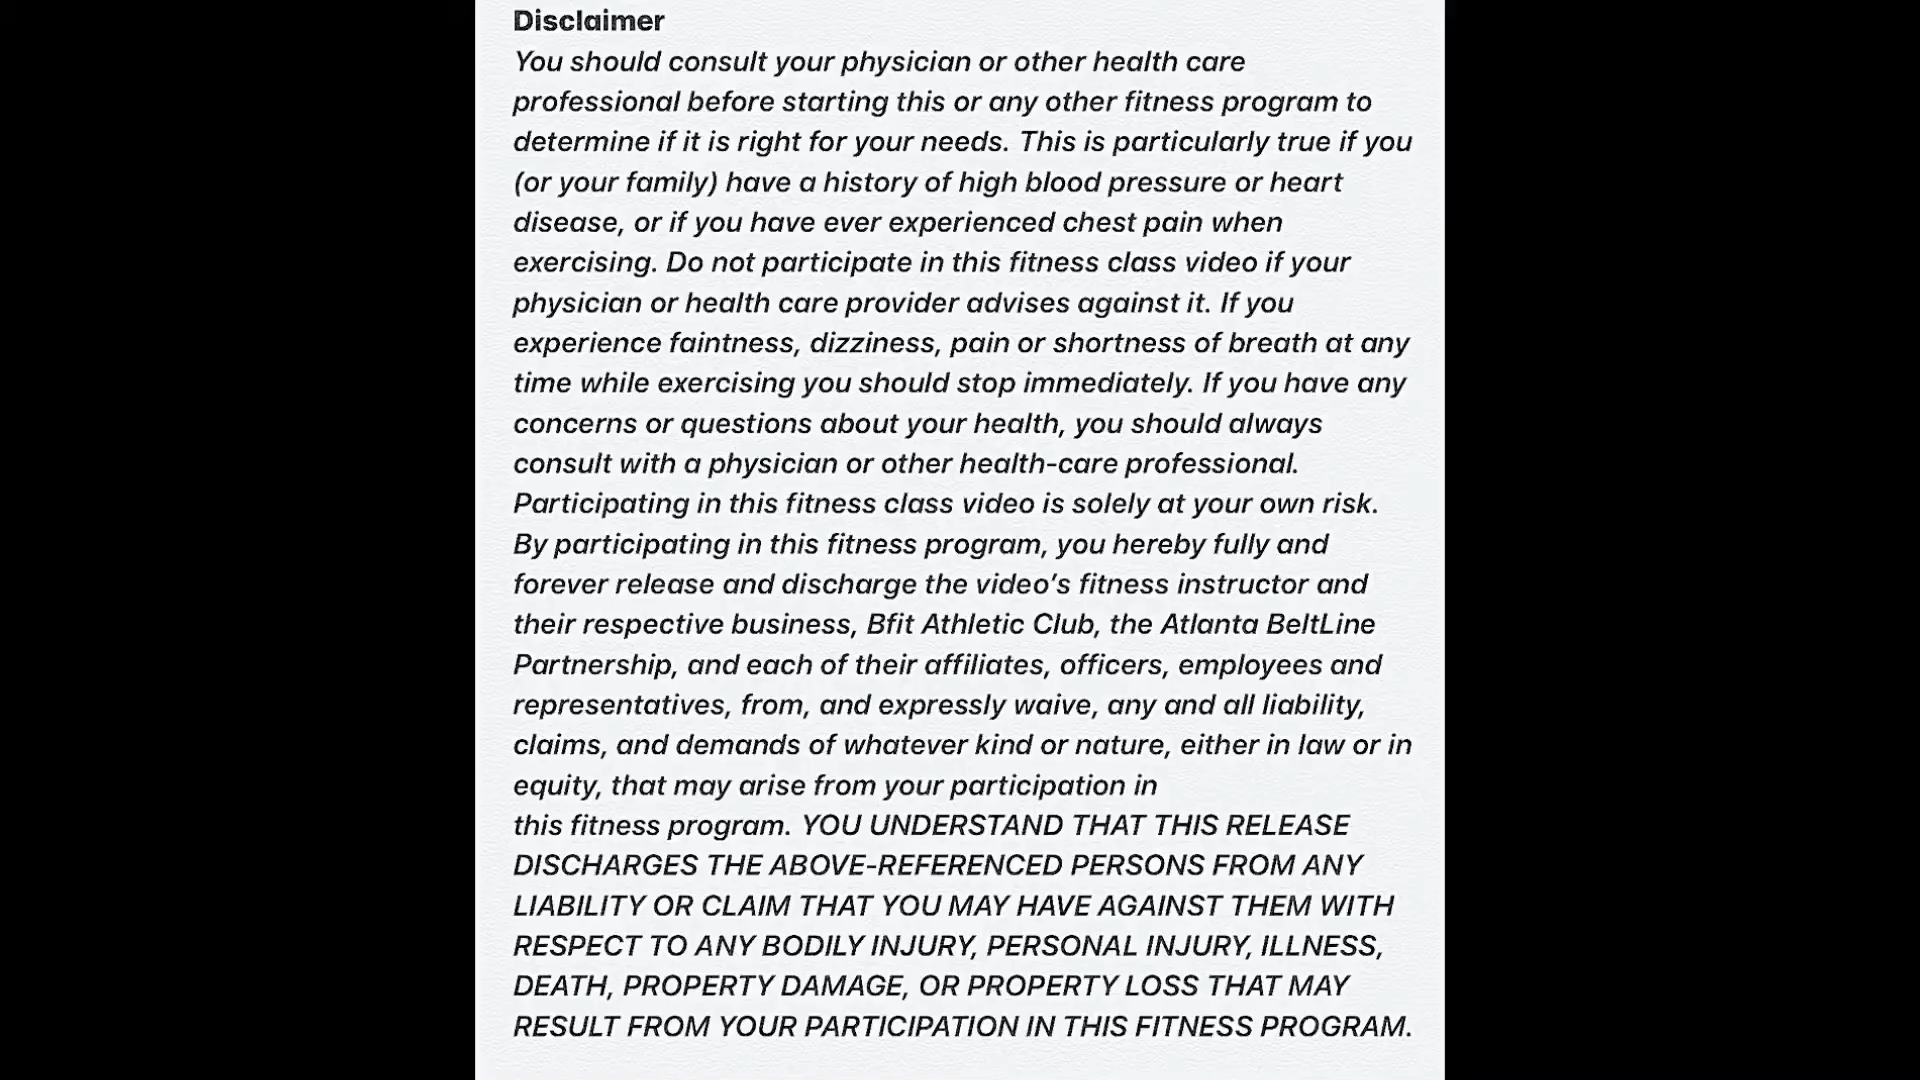 Disclaimer
You should consult your physician or other health care
professional before starting this or any other fitness program to
determine if it is right for your needs. This is particularly true if you
(or your family) have a history of high blood pressure or heart
disease, or if you have ever experienced chest pain when
exercising. Do not participate in this fitness class video if your
physician or health care provider advises against it. If you
experience faintness, dizziness, pain or shortness of breath at any
time while exercising you should stop immediately. If you have any
concerns or questions about your health, you should always
consult with a physician or other health-care professional.
Participating in this fitness class video is solely at your own risk.
By participating in this fitness program, you hereby fully and
forever release and discharge the video’s fitness instructor and
their respective business, Bfit Athletic Club, the Atlanta BeltLine
Partnership, and each of their affiliates, officers, employees and
representatives, from, and expressly waive, any and all liability,
claims, and demands of whatever kind or nature, either in law or in
equity, that may arise from your participation in
this fitness program. YOU UNDERSTAND THAT THIS RELEASE
DISCHARGES THE ABOVE-REFERENCED PERSONS FROM ANY
LIABILITY OR CLAIM THAT YOU MAY HAVE AGAINST THEM WITH
RESPECT TO ANY BODILY INJURY, PERSONAL INJURY, ILLNESS,
DEATH, PROPERTY DAMAGE, OR PROPERTY LOSS THAT MAY
RESULT FROM YOUR PARTICIPATION IN THIS FITNESS PROGRAM.